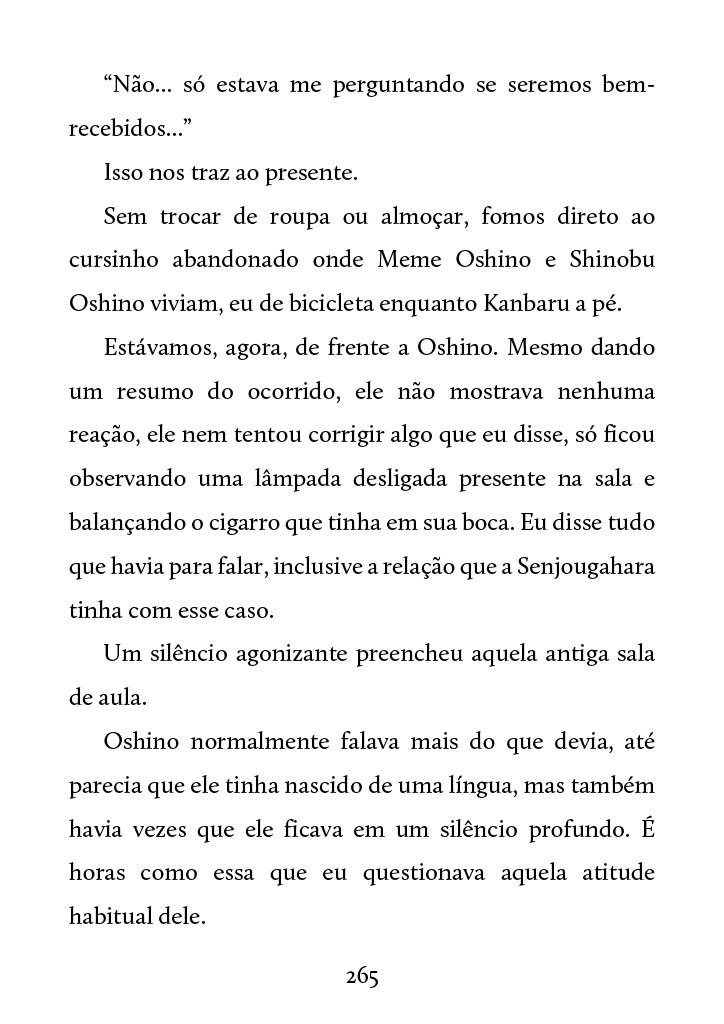 “Não... só estava me perguntando se seremos bem-
recebidos...”
Isso nos traz ao presente.
Sem trocar de roupa ou almoçar, fomos direto ao
cursinho abandonado onde Meme Oshino e Shinobu
Oshino viviam, eu de bicicleta enquanto Kanbaru a pé.
Estávamos, agora, de frente a Oshino. Mesmo dando
um resumo do ocorrido, ele não mostrava nenhuma
reação, ele nem tentou corrigir algo que eu disse, só ficou
observando uma lâmpada desligada presente na sala e
balançando o cigarro que tinha em sua boca. Eu disse tudo
que havia para falar, inclusive a relação que a Senjougahara
tinha com esse caso.
Um silêncio agonizante preencheu aquela antiga sala
de aula.
Oshino normalmente falava mais do que devia, até
parecia que ele tinha nascido de uma língua, mas também
havia vezes que ele ficava em um silêncio profundo. É
horas como essa que eu questionava aquela atitude
habitual dele.
265